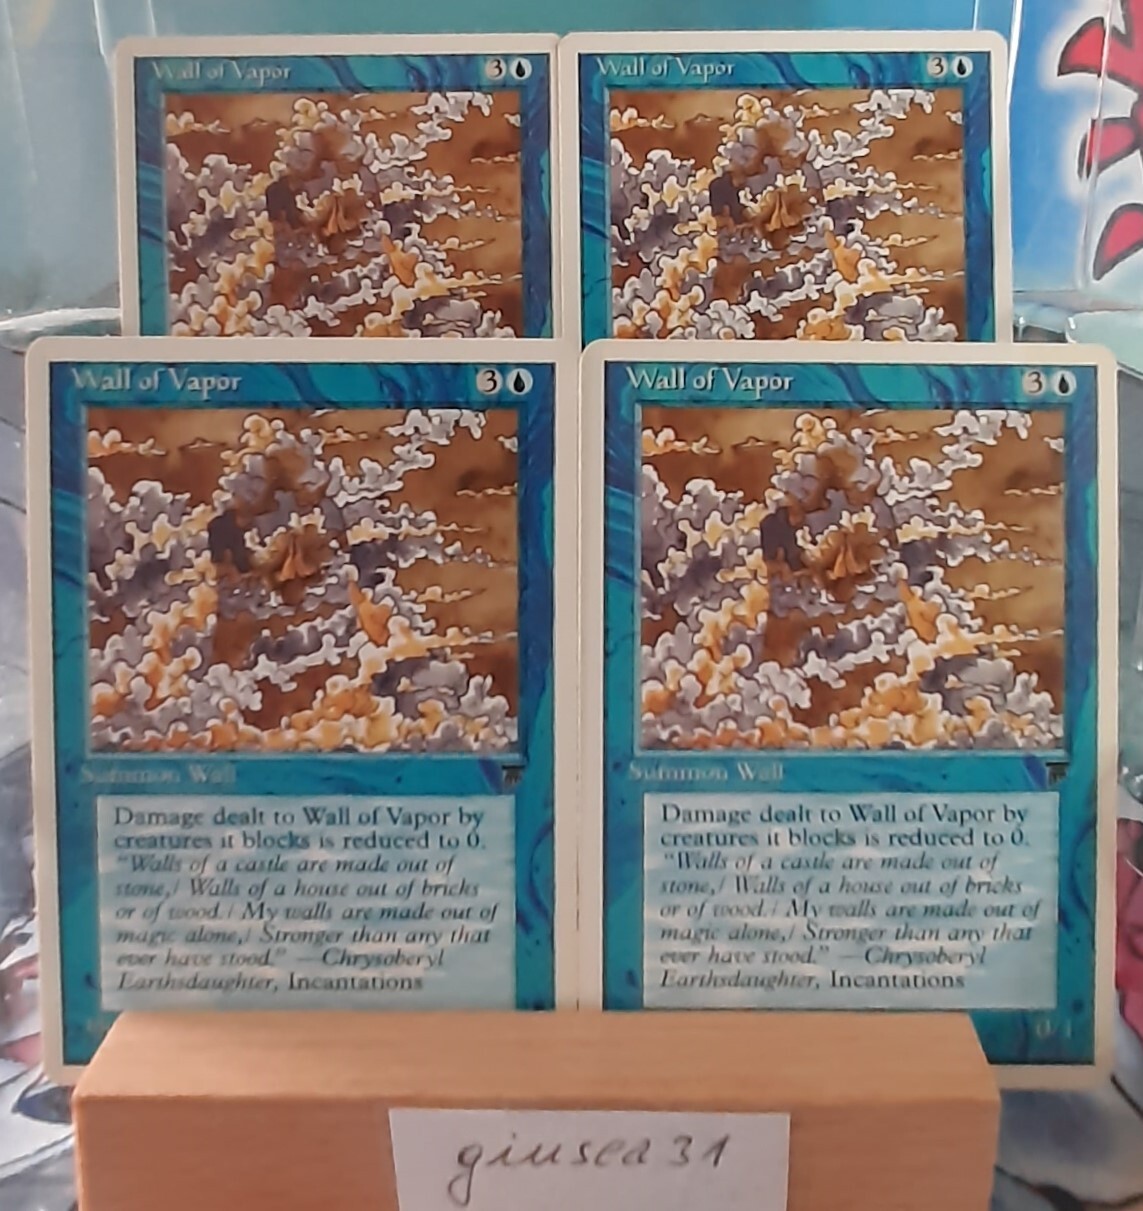 Wall of Vapor 3
Wall of Vapor 3
Wall of Vapor 3
Summon Wall
Damage dealt to Wall of Vapor by
creatures it blocks is reduced to 0.
"Walls of a castle are made out of
stone,/ Walls of a house out of bricks
or of wood./ My walls are made out of
magic alone,/ Stronger than any that
ever have stood." —Chrysoberyl
Earthsdaughter, Incantations
Wall of Vapor 3
Summon Wall
Damage dealt to Wall of Vapor by
creatures it blocks is reduced to 0.
"Walls of a castle are made out of
stone,/ Walls of a house out of bricks
or of wood./ My walls are made out of
magic alone,/ Stronger than any that
ever have stood." —Chrysoberyl
Earthsdaughter, Incantations
0/1
giusea31